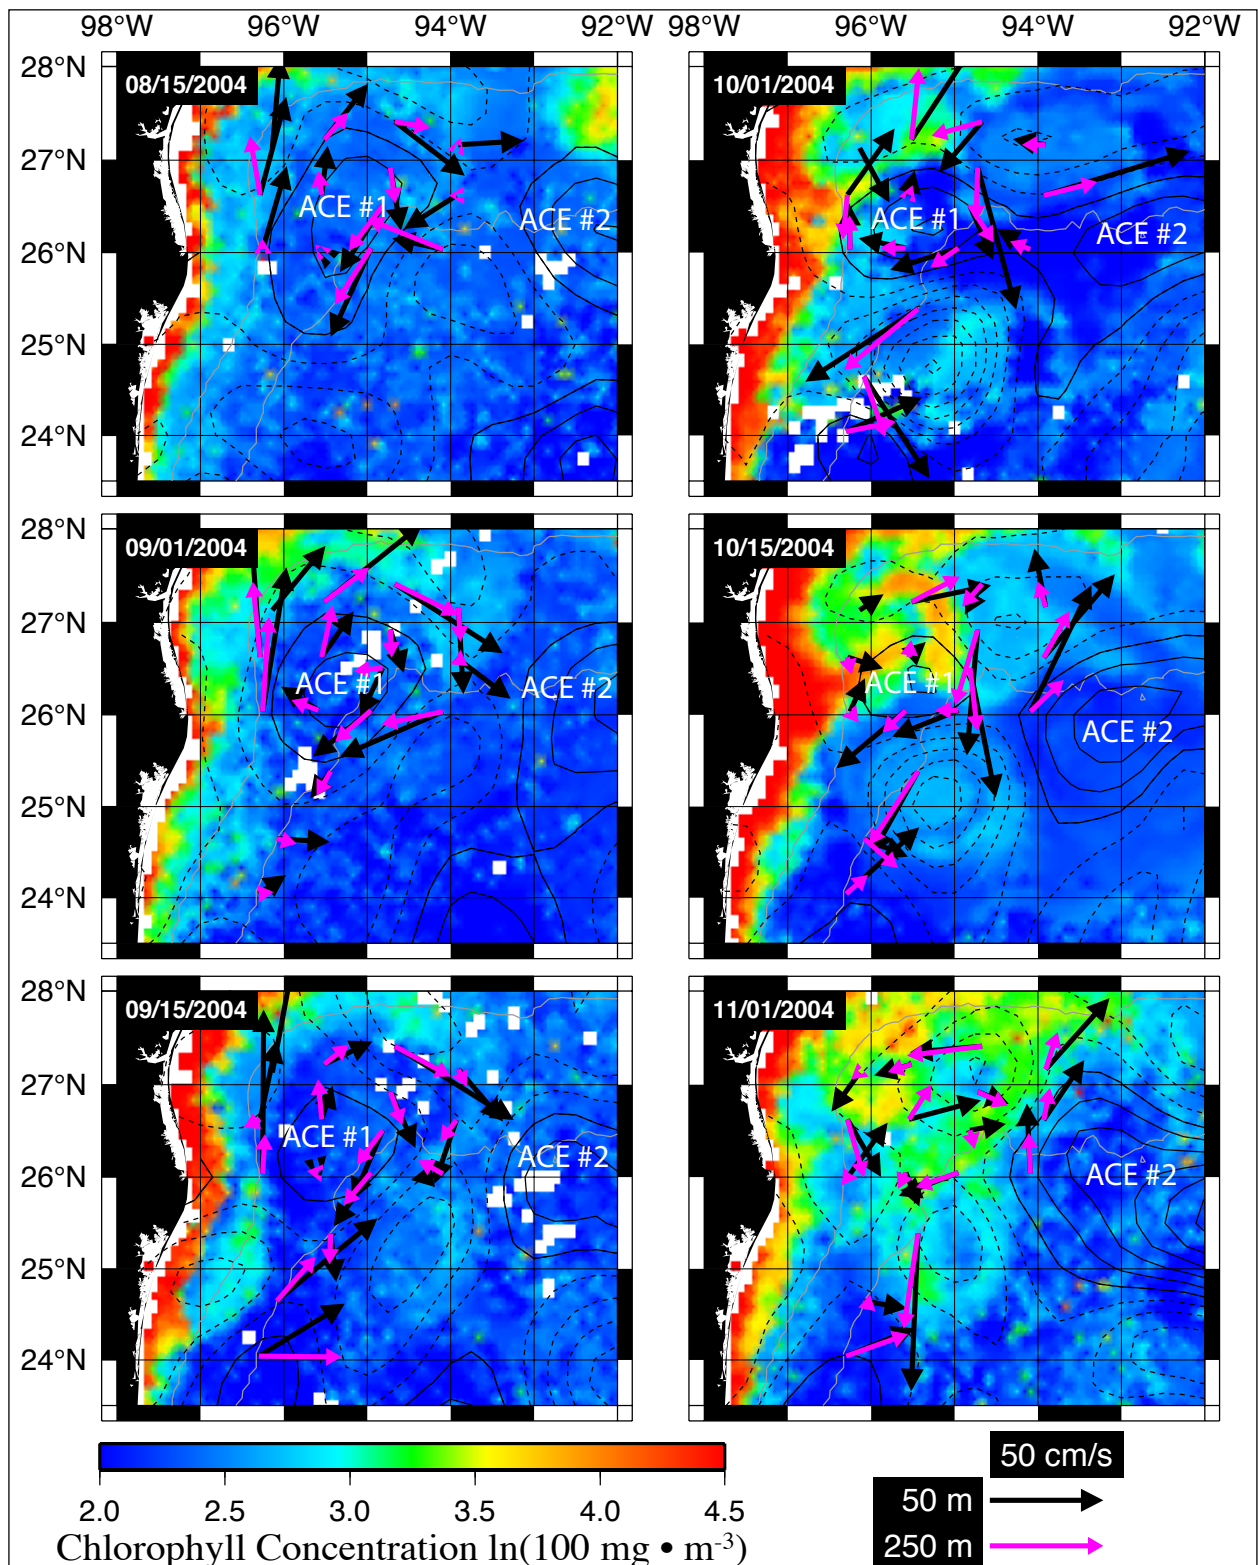 98°W 96°W 94°W 92°W 98°W 96°W 94°W 92°W
28°N
08/15/2004
10/01/2004
27°N
ACE #1
ACE #2
ACE #1
ACE #2
26°N
25°N
24°N
28°N
09/01/2004
10/15/2004
27°N
ACE #1
ACE #2
ACE #1
ACE #2
26°N
25°N
24°N
28°N
09/15/2004
11/01/2004
27°N
ACE #1
ACE #2
ACE #2
26°N
25°N
24°N
50 cm/s
50 m
250 m
2.0 2.5 3.0 3.5 4.0 4.5
Chlorophyll Concentration ln(100 mg • m⁻³)